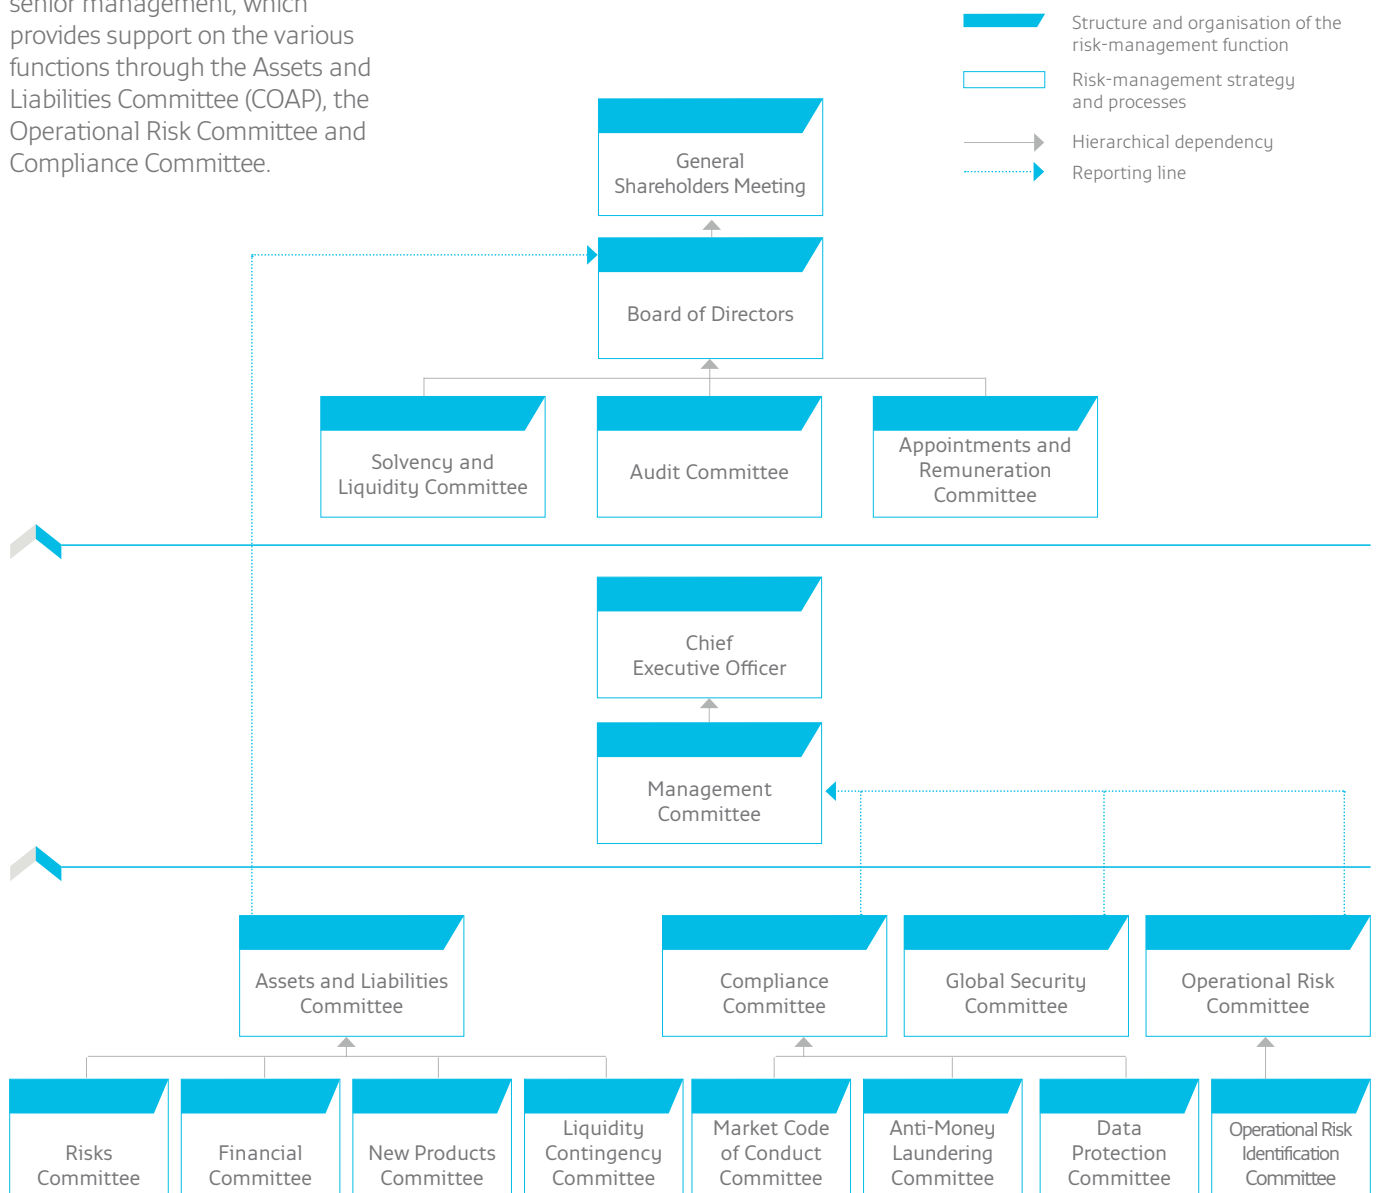 senior management, which
provides support on the various
functions through the Assets and
Liabilities Committee (COAP), the
Operational Risk Committee and
Compliance Committee.
Structure and organisation of the
risk-management function
Risk-management strategy
and processes
Hierarchical dependency
Reporting line
General
Shareholders Meeting
Board of Directors
Solvency and
Liquidity Committee
Audit Committee
Appointments and
Remuneration
Committee
Chief
Executive Officer
Management
Committee
Assets and Liabilities
Committee
Compliance
Committee
Global Security
Committee
Operational Risk
Committee
Risks
Committee
Financial
Committee
New Products
Committee
Liquidity
Contingency
Committee
Market Code
of Conduct
Committee
Anti-Money
Laundering
Committee
Data
Protection
Committee
Operational Risk
Identification
Committee